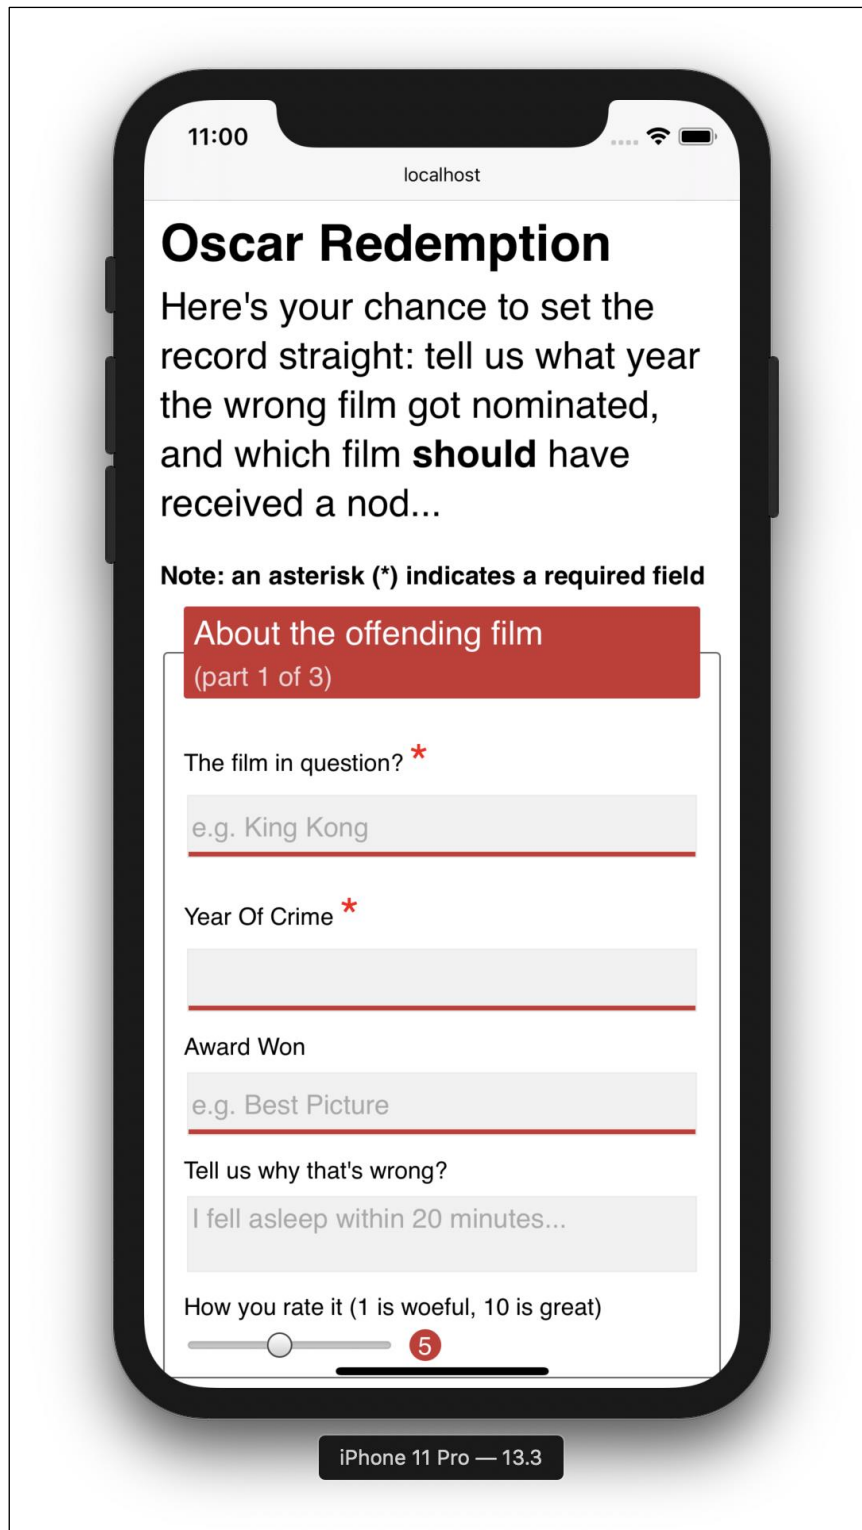 11:00
localhost
Oscar Redemption
Here's your chance to set the
record straight: tell us what year
the wrong film got nominated,
and which film should have
received a nod...
Note: an asterisk (*) indicates a required field
About the offending film
(part 1 of 3)
The film in question? *
e.g. King Kong
Year Of Crime *
Award Won
e.g. Best Picture
Tell us why that's wrong?
I fell asleep within 20 minutes...
How you rate it (1 is woeful, 10 is great)
5
iPhone 11 Pro — 13.3